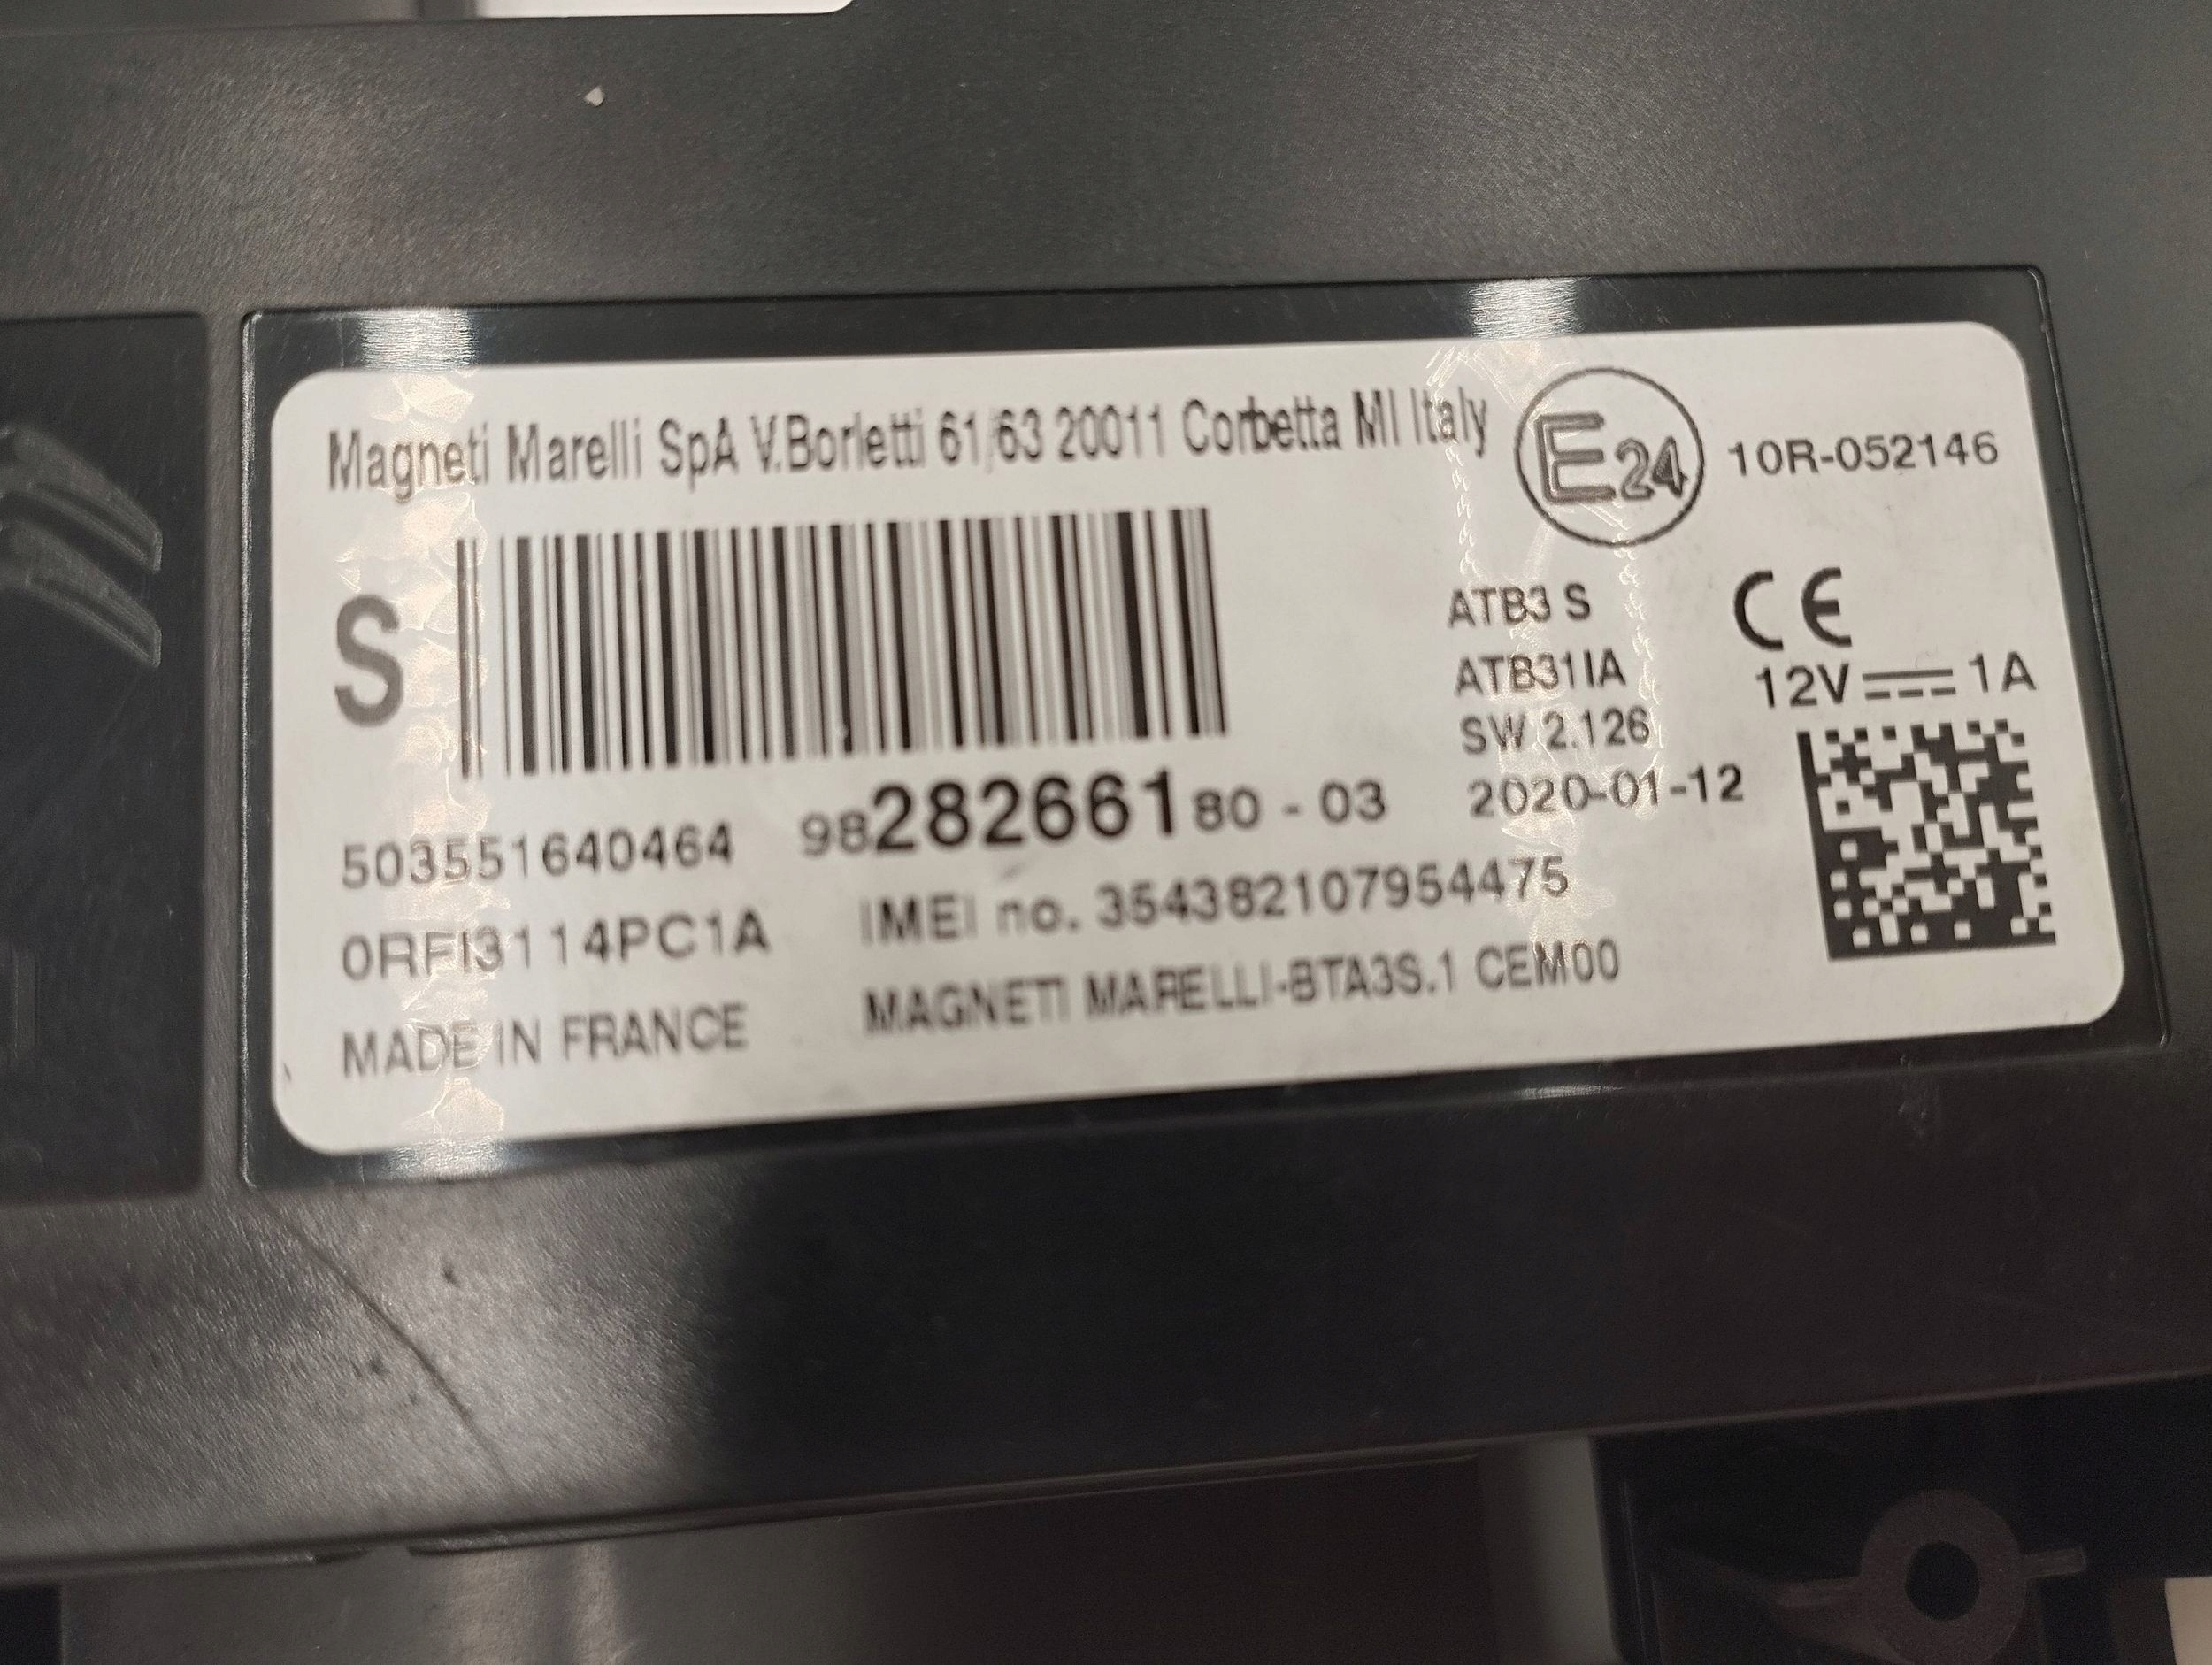 Magneti Marelli SpA V.Borletti 61/63 20011 Corbetta MI Italy
E24 10R-052146
S
ATB3 S
CE
ATB31IA
12V 1A
SW 2.126
2020-01-12
503551640464 9828266180 - 03
0RFI3114PC1A IMEI no. 354382107954475
MADE IN FRANCE MAGNETI MARELLI-BTA3S.1 CEM00